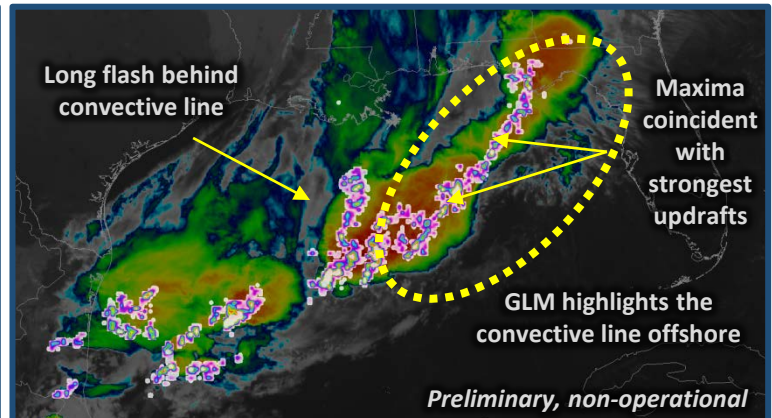 Long flash behind
convective line
Maxima
coincident
with
strongest
updrafts
GLM highlights the
convective line offshore
Preliminary, non-operational